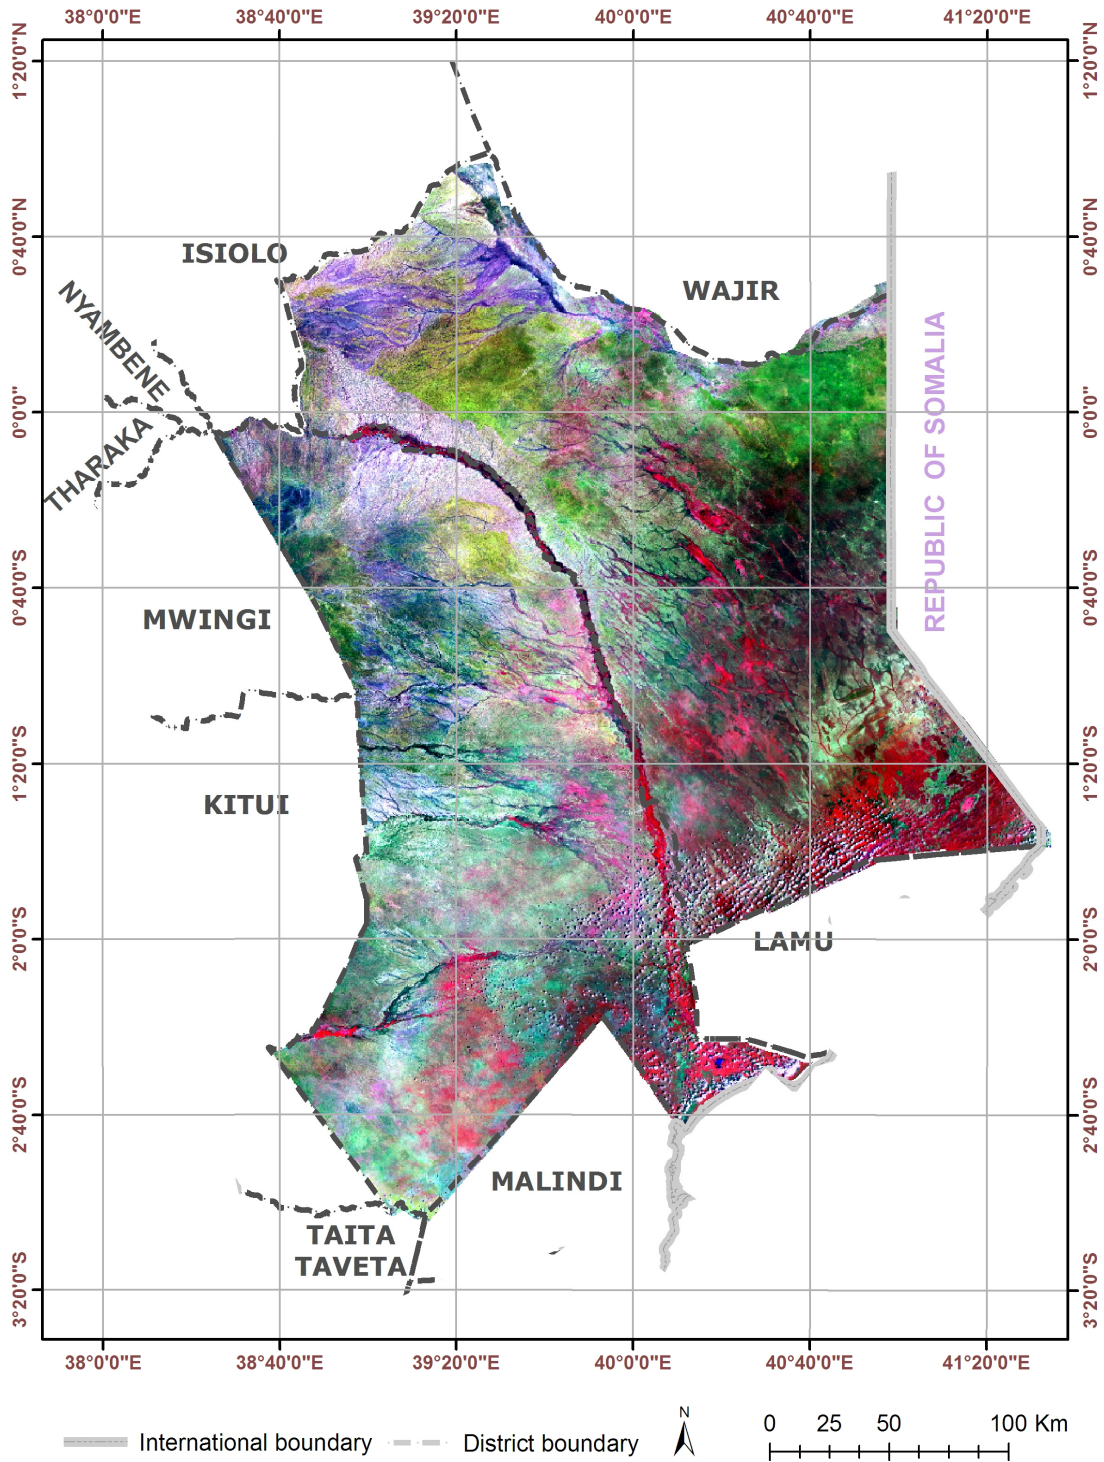 38°0'0"E 38°40'0"E 39°20'0"E 40°0'0"E 40°40'0"E 41°20'0"E
1°20'0"N 1°20'0"N
0°40'0"N 0°40'0"N
ISIOLO
WAJIR
NYAMBENE
REPUBLIC OF SOMALIA
0°0'0" 0°0'0"
THARAKA
0°40'0"S 0°40'0"S
MWINGI
1°20'0"S 1°20'0"S
KITUI
2°0'0"S 2°0'0"S
LAMU
2°40'0"S 2°40'0"S
MALINDI
TAITA
TAVETA
3°20'0"S 3°20'0"S
38°0'0"E 38°40'0"E 39°20'0"E 40°0'0"E 40°40'0"E 41°20'0"E
N
0 25 50 100 Km
International boundary District boundary